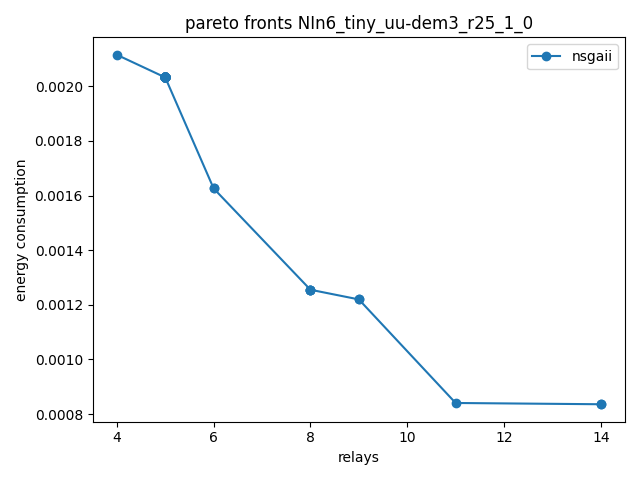 pareto fronts NIn6_tiny_uu-dem3_r25_1_0
nsgaii
0.0020
0.0018
0.0016
0.0014
0.0012
0.0010
0.0008
energy consumption
4 6 8 10 12 14
relays